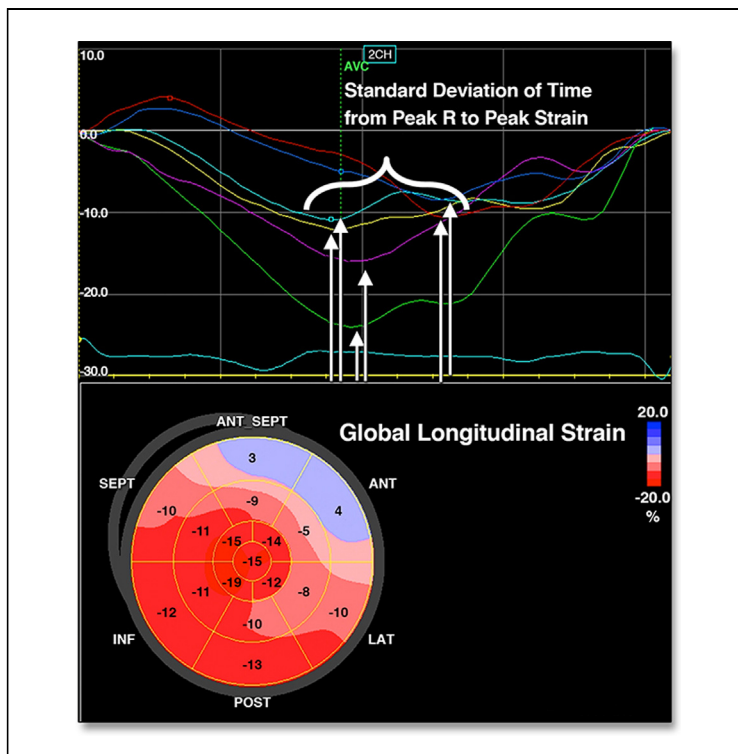 10.0
2CH
AVC
Standard Deviation of Time
from Peak R to Peak Strain
0.0
-10.0
-20.0
-30.0
ANT_SEPT
Global Longitudinal Strain
20.0
-20.0
%
SEPT
ANT
3
4
-10
-9
-5
-11
-15
-14
-15
-19
-12
-11
-8
-12
-10
-10
INF
LAT
-13
POST